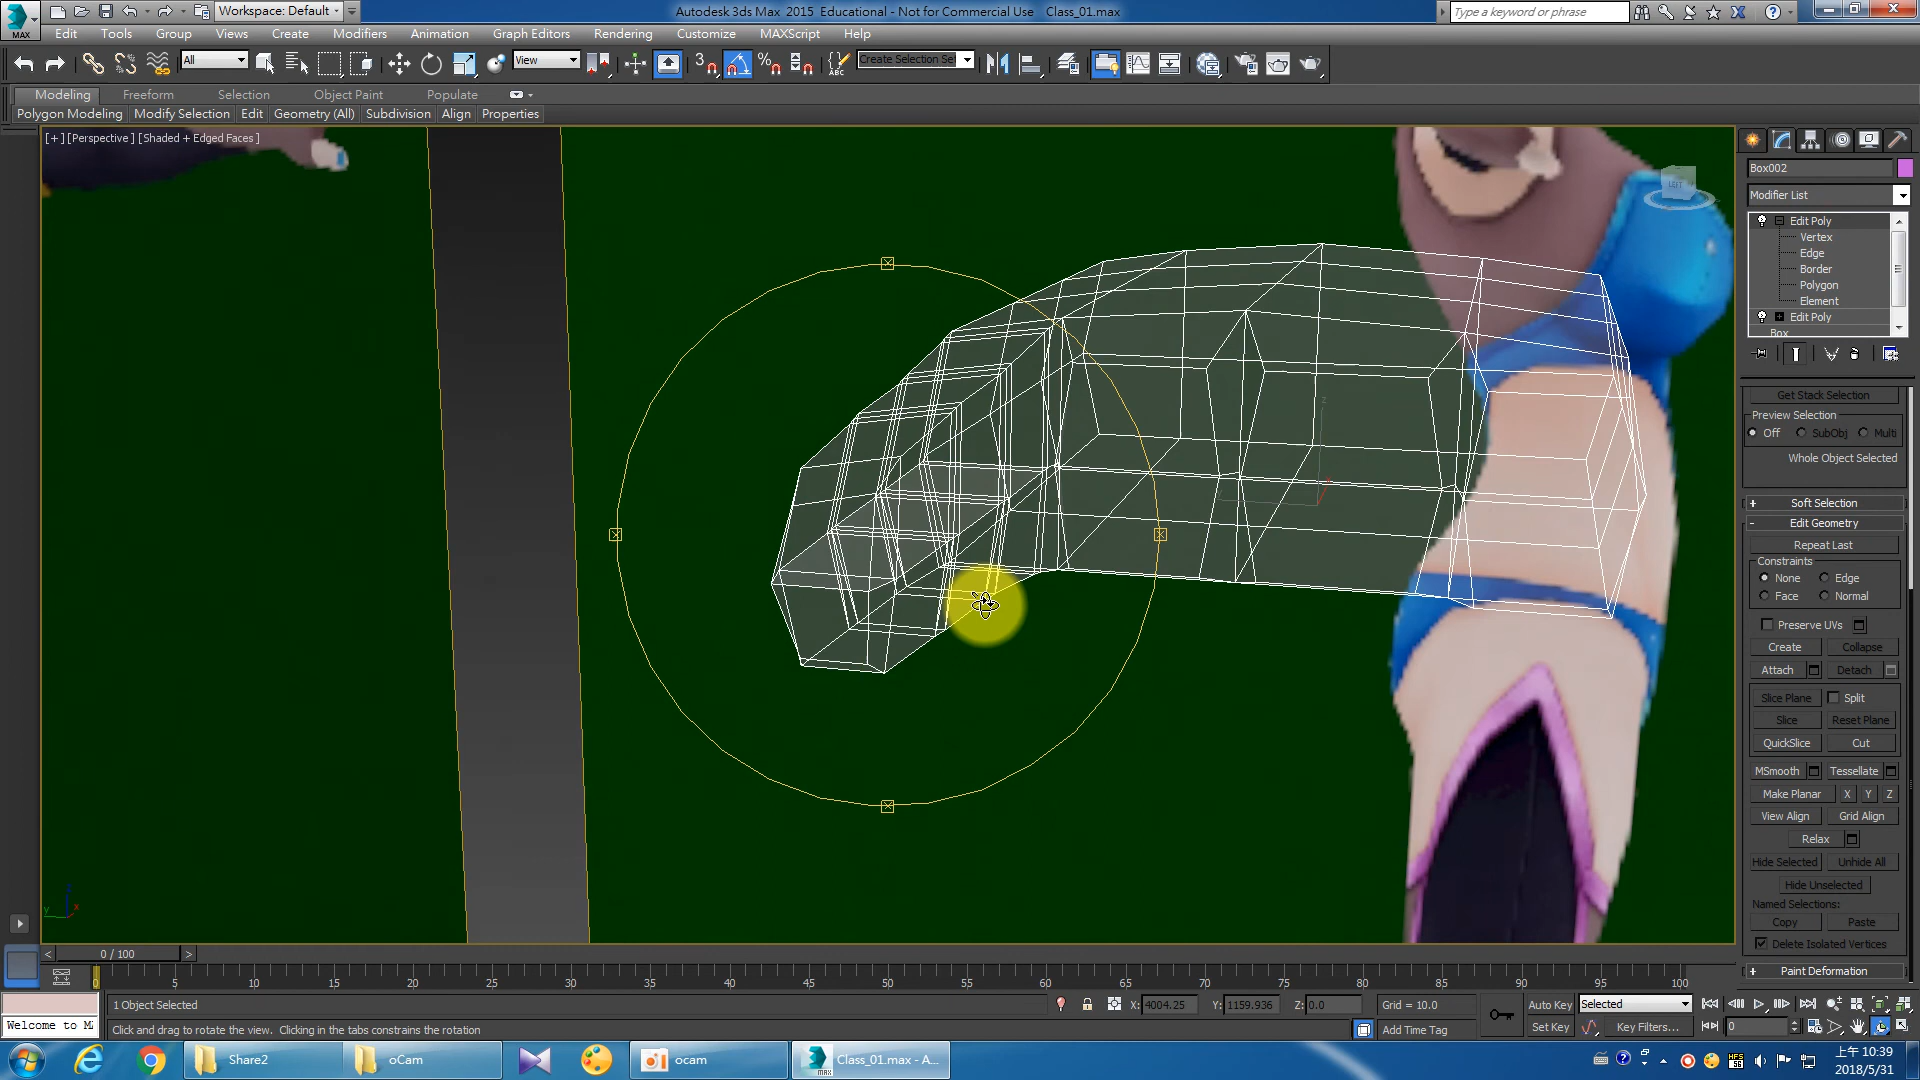 Workspace: Default
Autodesk 3ds Max 2015 Educational - Not for Commercial Use Class_01.max
Type a keyword or phrase
MAX
Edit Tools Group Views Create Modifiers Animation Graph Editors Rendering Customize MAXScript Help
All
View
3
%
ABC
Create Selection Sel
Modeling Freeform Selection Object Paint Populate
Polygon Modeling Modify Selection Edit Geometry (All) Subdivision Align Properties
[+] [Perspective] [Shaded + Edged Faces]
LEFT
Box002
Modifier List
Edit Poly
Vertex
Edge
Border
Polygon
Element
Edit Poly
Box
Get Stack Selection
Preview Selection
Off SubObj Multi
Whole Object Selected
+ Soft Selection
- Edit Geometry
Repeat Last
Constraints
None Edge
Face Normal
Preserve UVs
Create Collapse
Attach Detach
Slice Plane Split
Slice Reset Plane
QuickSlice Cut
MSmooth Tessellate
Make Planar X Y Z
View Align Grid Align
Relax
Hide Selected Unhide All
Hide Unselected
Named Selections:
Copy Paste
Delete Isolated Vertices
+ Paint Deformation
z
y x
< 0 / 100 >
0 5 10 15 20 25 30 35 40 45 50 55 60 65 70 75 80 85 90 95 100
1 Object Selected
X: 4004.25 Y: 1159.936 Z: 0.0 Grid = 10.0
Auto Key Selected
Welcome to M
Click and drag to rotate the view. Clicking in the tabs constrains the rotation
Add Time Tag
Set Key Key Filters... 0
Share2 oCam ocam Class_01.max - A...
上午 10:39
2018/5/31